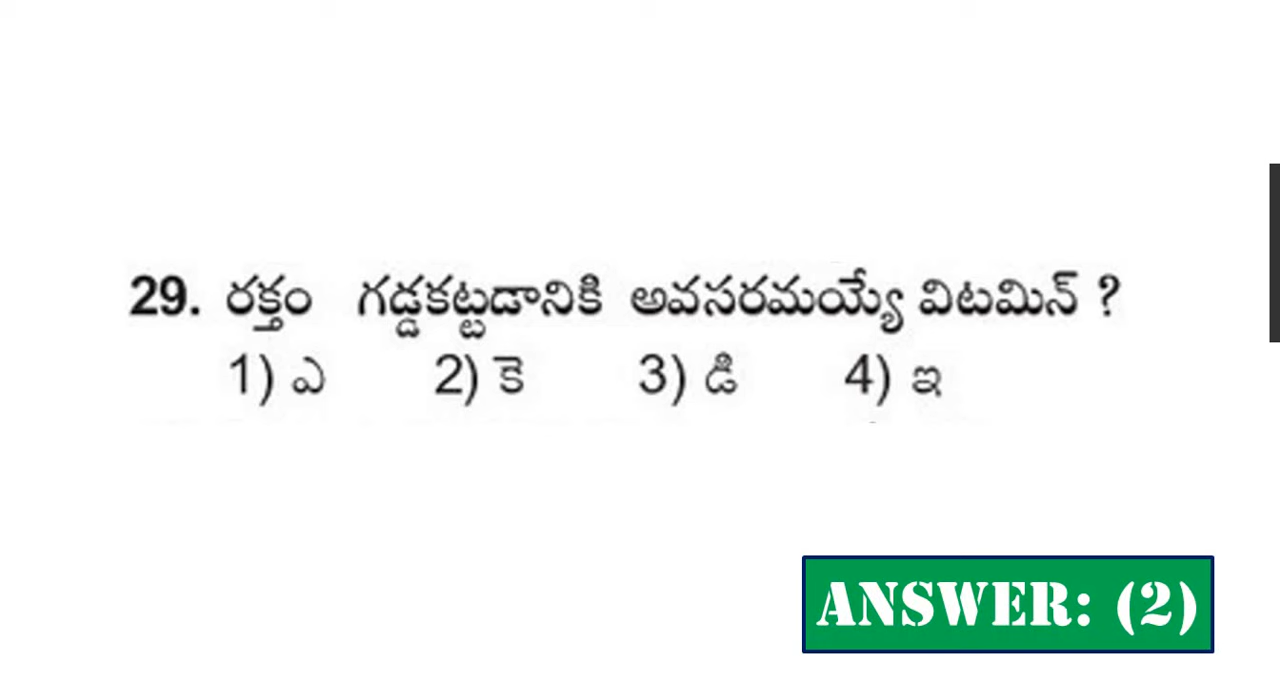 29. రక్తం గడ్డకట్టడానికి అవసరమయ్యే విటమిన్ ?
1) ఎ 2) కె 3) డి 4) ఇ
ANSWER: (2)